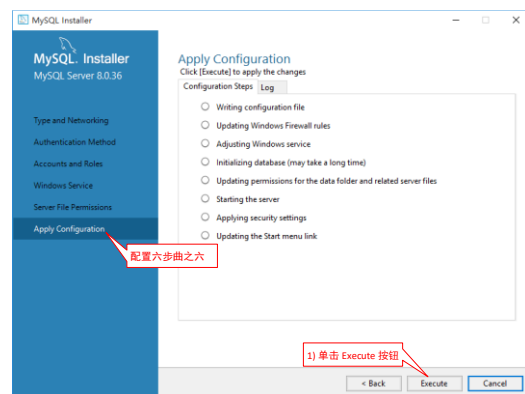 MySQL Installer
MySQL. Installer
MySQL Server 8.0.36
Type and Networking
Authentication Method
Accounts and Roles
Windows Service
Server File Permissions
Apply Configuration
配置六步曲之六
Apply Configuration
Click [Execute] to apply the changes
Configuration Steps Log
Writing configuration file
Updating Windows Firewall rules
Adjusting Windows service
Initializing database (may take a long time)
Updating permissions for the data folder and related server files
Starting the server
Applying security settings
Updating the Start menu link
1) 单击 Execute 按钮
< Back Execute Cancel